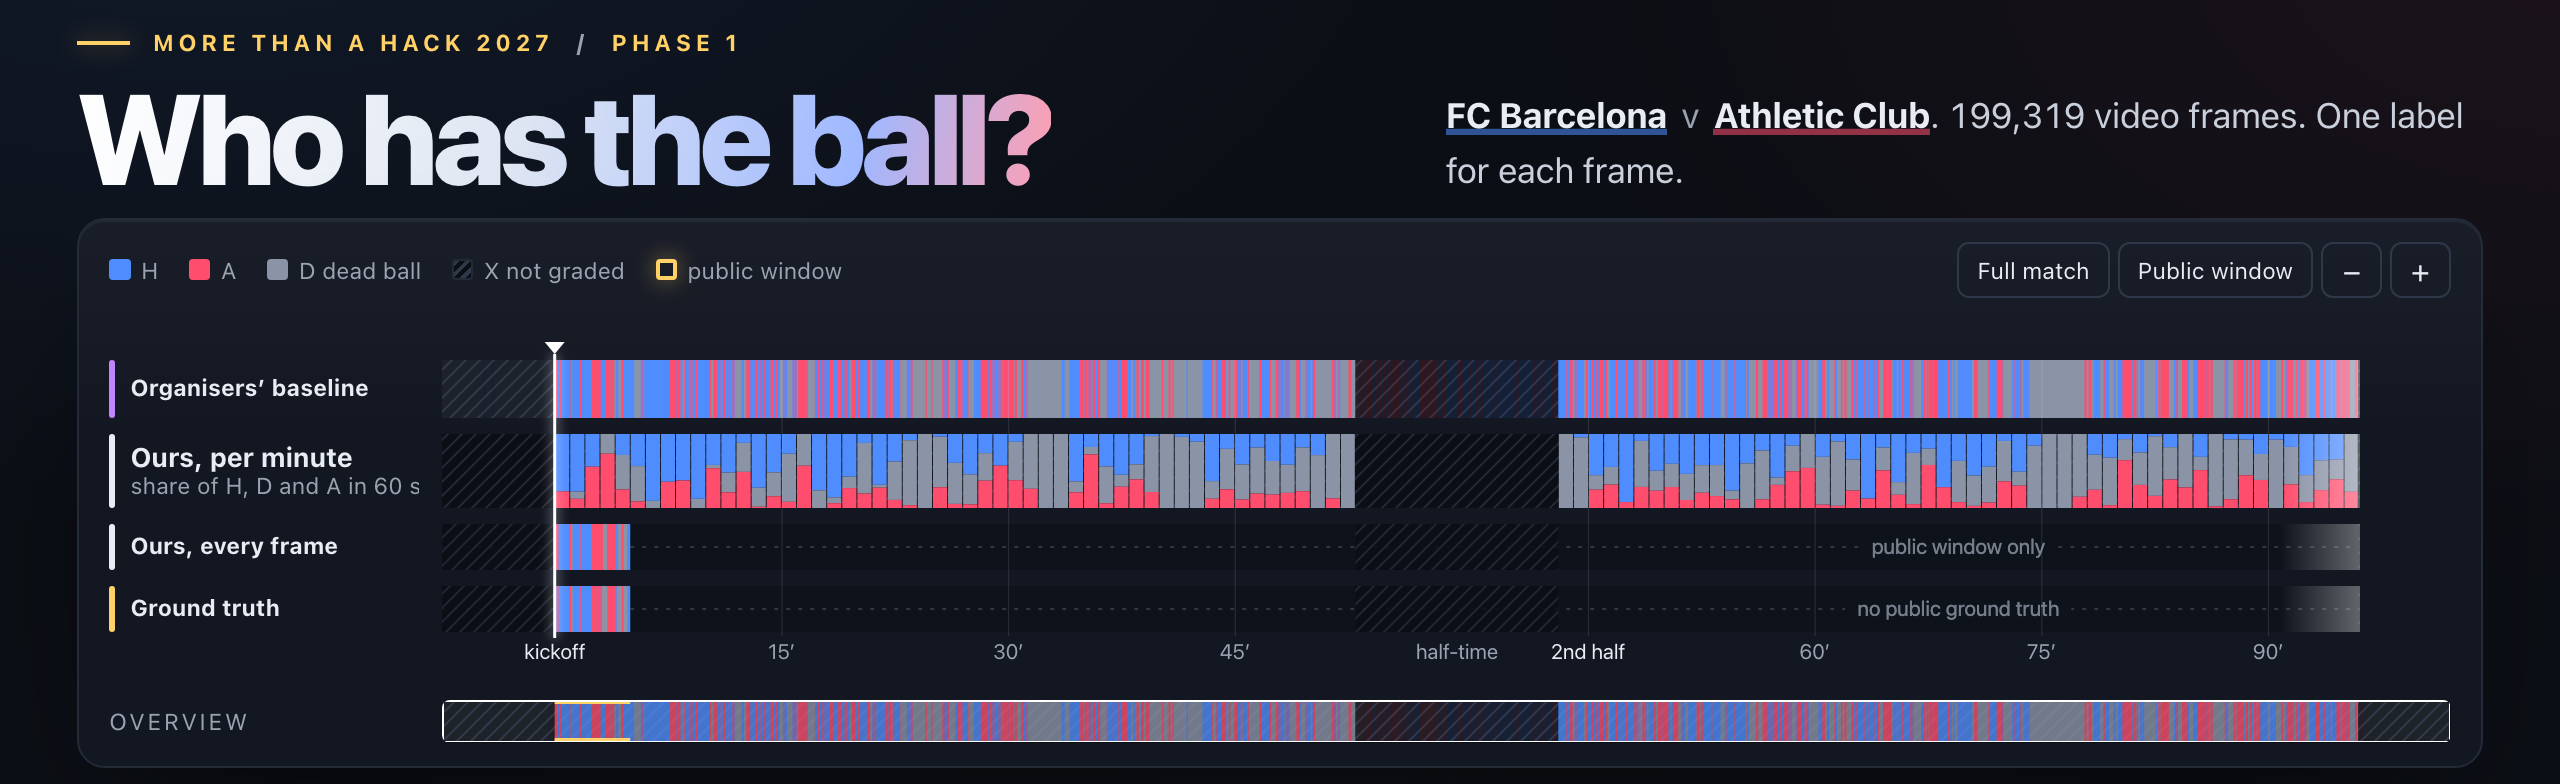 MORE THAN A HACK 2027 / PHASE 1
Who has the ball?
FC Barcelona v Athletic Club. 199,319 video frames. One label
for each frame.
H A D dead ball X not graded public window
Full match Public window − +
Organisers’ baseline
Ours, per minute
share of H, D and A in 60 s
Ours, every frame
public window only
Ground truth
no public ground truth
kickoff 15′ 30′ 45′ half-time 2nd half 60′ 75′ 90′
OVERVIEW